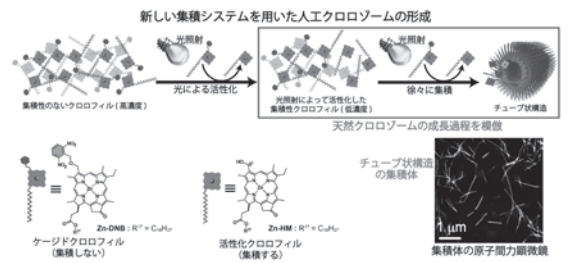 新しい集積システムを用いた人工クロロゾームの形成
光照射
光照射
集積性のないクロロフィル(高濃度)
光による活性化
光照射によって活性化した
集積性クロロフィル(低濃度)
徐々に集積
チューブ状構造
天然クロロゾームの成長過程を模倣
NO₂
Zn-DNB : R¹⁷ = C₁₈H₃₇
ケージドクロロフィル
(集積しない)
HO
Zn-HM : R¹⁷ = C₁₈H₃₇
活性化クロロフィル
(集積する)
チューブ状構造
の集積体
1 μm
集積体の原子間力顕微鏡